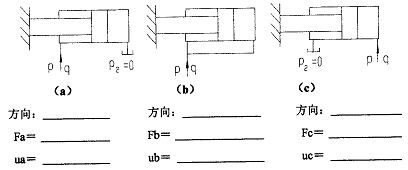 p q
p₂=0
p q
p₂=0
p q
(a) (b) (c)
方向： 方向： 方向：
Fa＝ Fb＝ Fc＝
ua＝ ub＝ uc＝